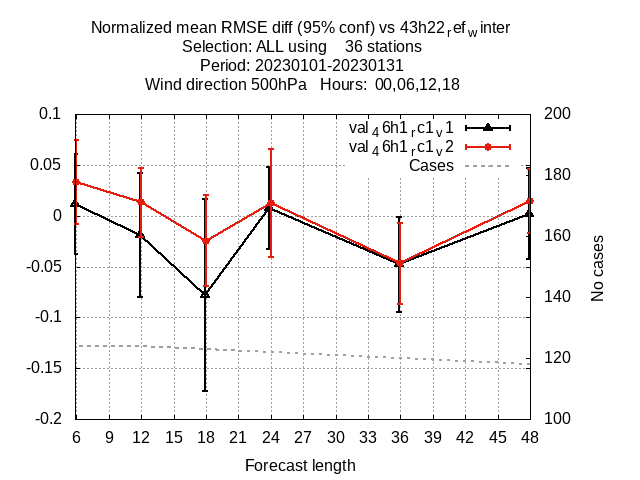 Normalized mean RMSE diff (95% conf) vs 43h22refwinter
Selection: ALL using    36 stations
Period: 20230101-20230131
Wind direction 500hPa   Hours:  00,06,12,18
0.1
0.05
0
-0.05
-0.1
-0.15
-0.2
200
180
160
140
120
100
val46h1rc1v1
val46h1rc1v2
Cases
No cases
6 9 12 15 18 21 24 27 30 33 36 39 42 45 48
Forecast length